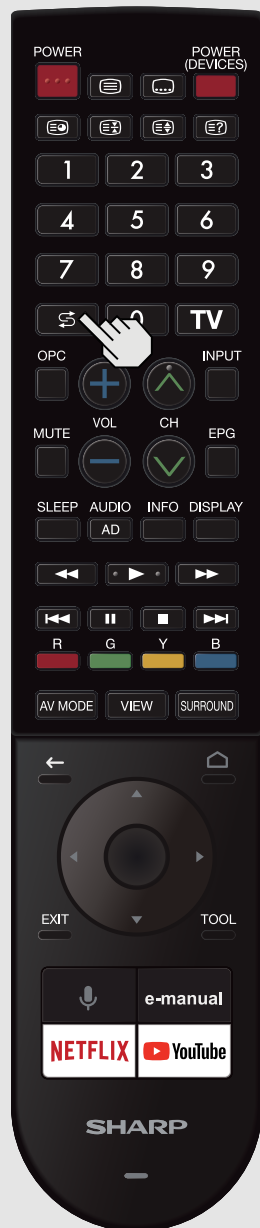 POWER POWER
(DEVICES)
1 2 3
4 5 6
7 8 9
0 TV
OPC INPUT
MUTE VOL CH EPG
SLEEP AUDIO INFO DISPLAY
AD
R G Y B
AV MODE VIEW SURROUND
EXIT TOOL
e-manual
NETFLIX YouTube
SHARP